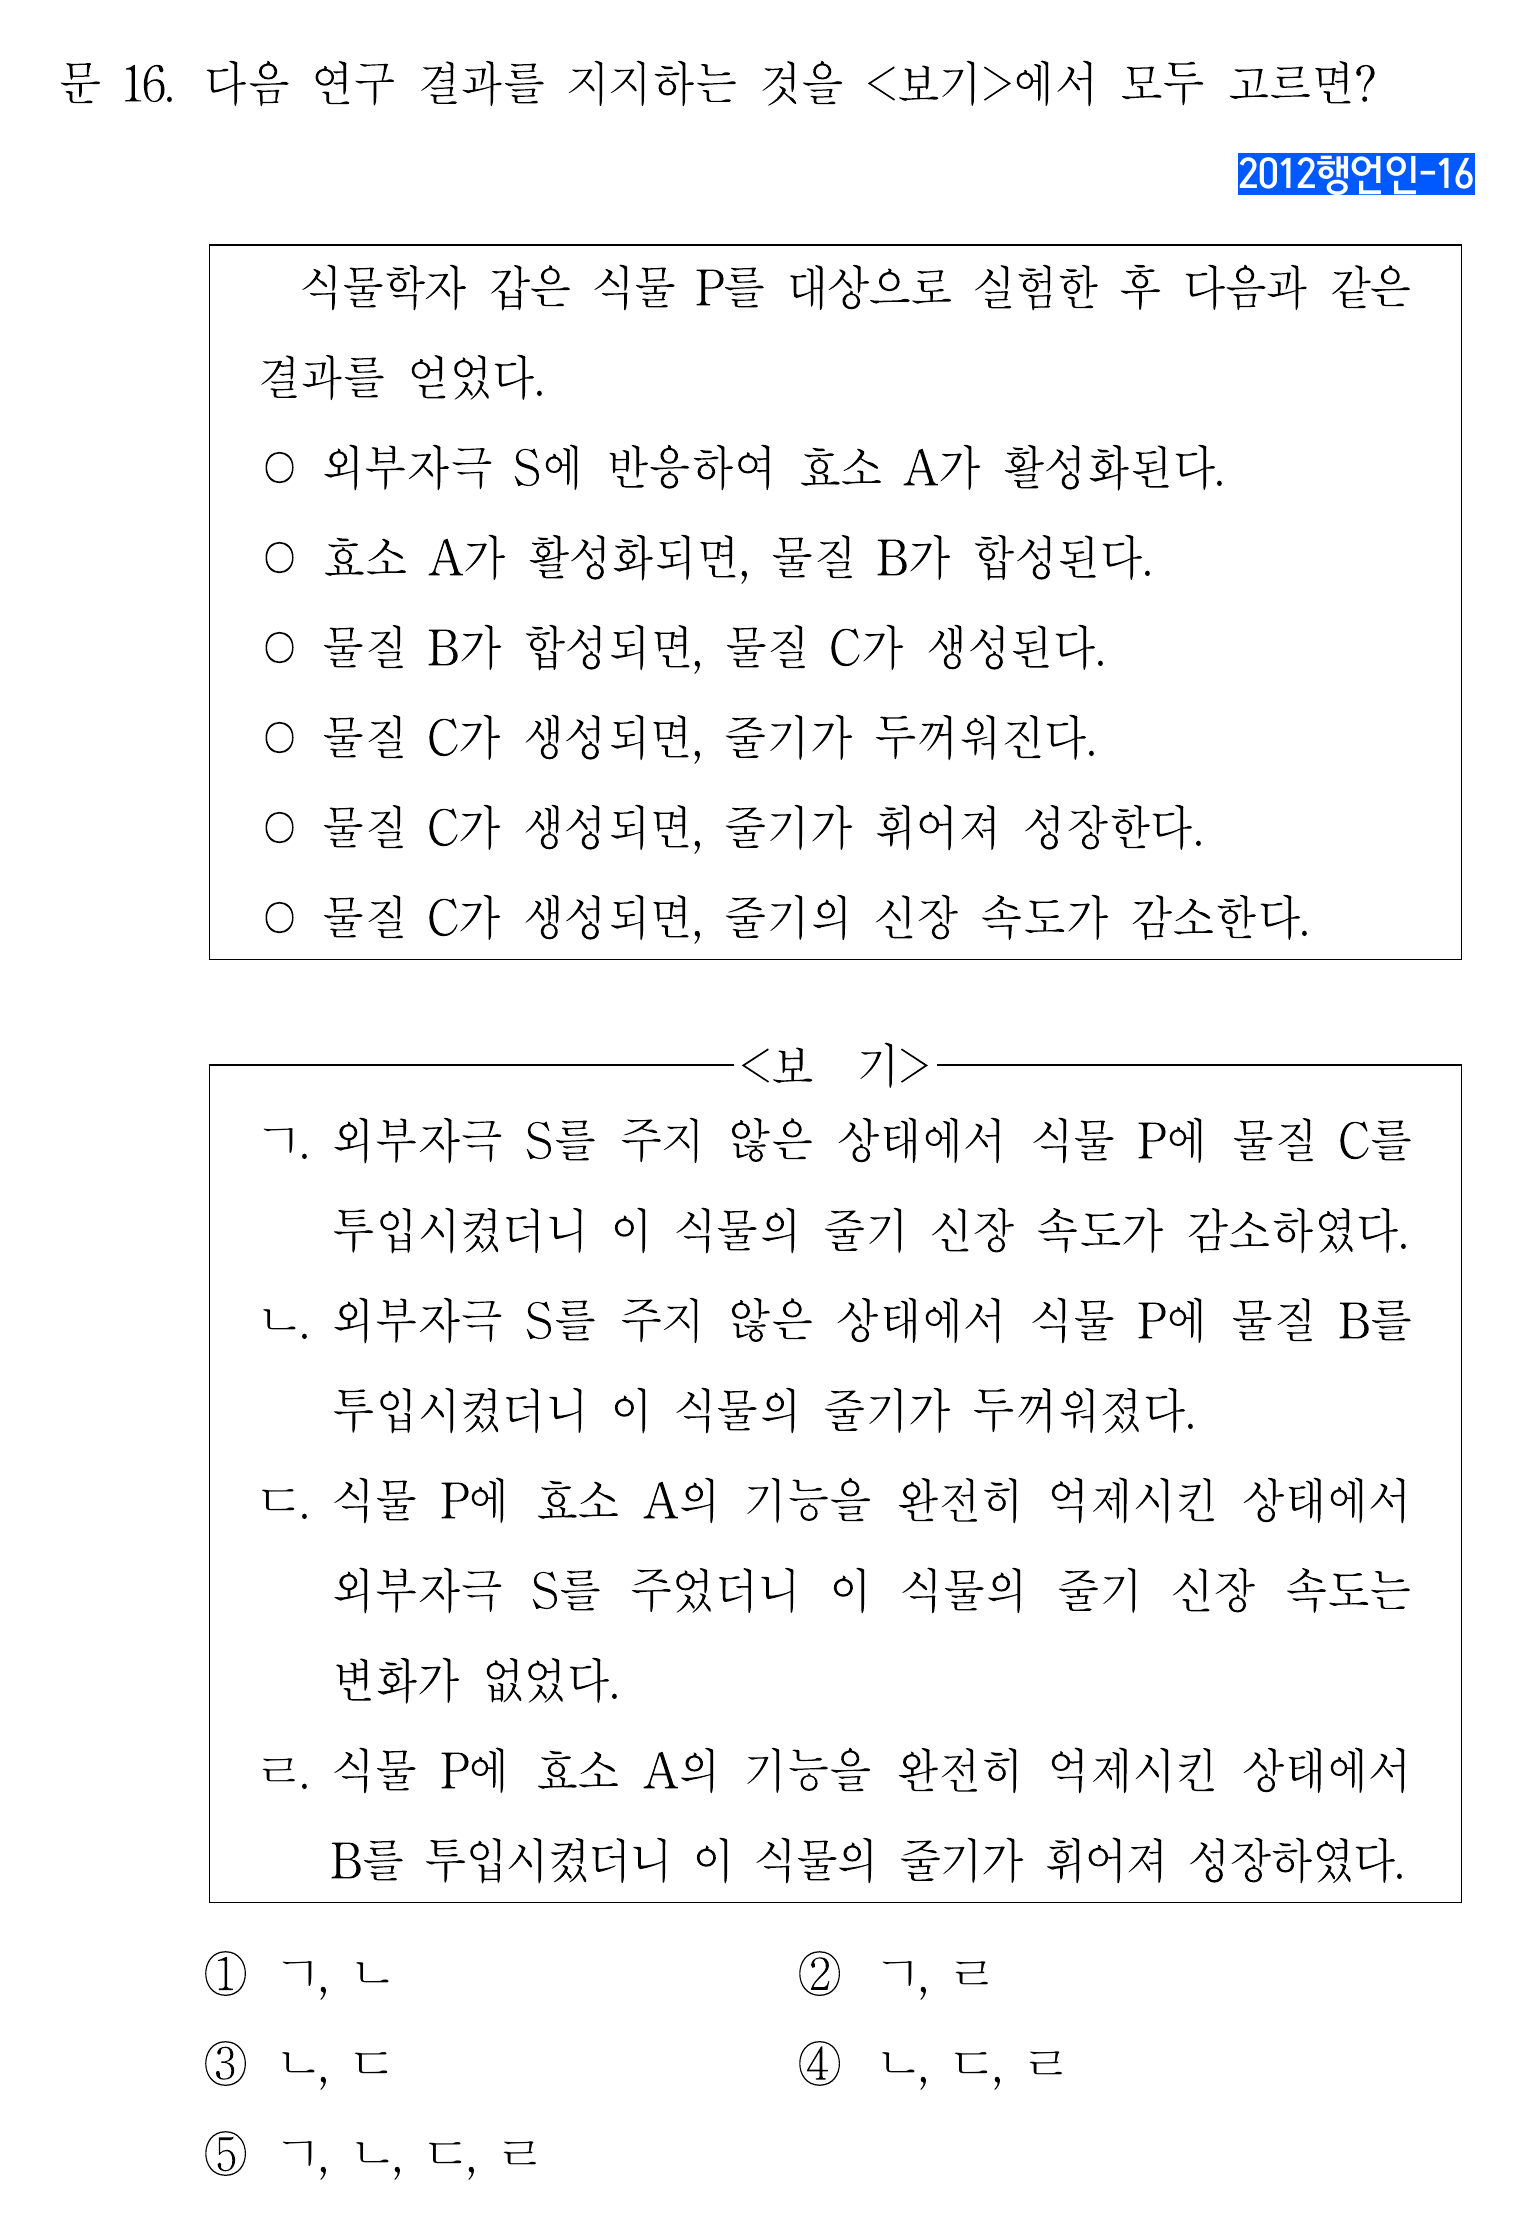 문 16. 다음 연구 결과를 지지하는 것을 <보기>에서 모두 고르면?
2012행언인-16
식물학자 갑은 식물 P를 대상으로 실험한 후 다음과 같은
결과를 얻었다.
○ 외부자극 S에 반응하여 효소 A가 활성화된다.
○ 효소 A가 활성화되면, 물질 B가 합성된다.
○ 물질 B가 합성되면, 물질 C가 생성된다.
○ 물질 C가 생성되면, 줄기가 두꺼워진다.
○ 물질 C가 생성되면, 줄기가 휘어져 성장한다.
○ 물질 C가 생성되면, 줄기의 신장 속도가 감소한다.
<보 기>
ㄱ. 외부자극 S를 주지 않은 상태에서 식물 P에 물질 C를
투입시켰더니 이 식물의 줄기 신장 속도가 감소하였다.
ㄴ. 외부자극 S를 주지 않은 상태에서 식물 P에 물질 B를
투입시켰더니 이 식물의 줄기가 두꺼워졌다.
ㄷ. 식물 P에 효소 A의 기능을 완전히 억제시킨 상태에서
외부자극 S를 주었더니 이 식물의 줄기 신장 속도는
변화가 없었다.
ㄹ. 식물 P에 효소 A의 기능을 완전히 억제시킨 상태에서
B를 투입시켰더니 이 식물의 줄기가 휘어져 성장하였다.
① ㄱ, ㄴ ② ㄱ, ㄹ
③ ㄴ, ㄷ ④ ㄴ, ㄷ, ㄹ
⑤ ㄱ, ㄴ, ㄷ, ㄹ